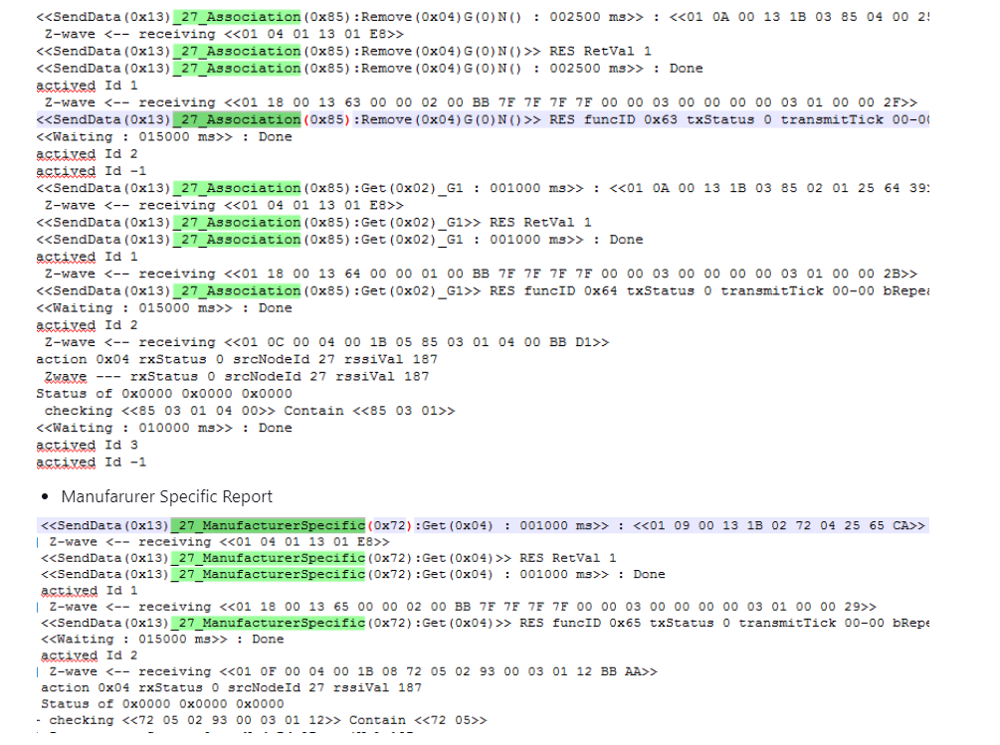 <<SendData(0x13)_27_Association(0x85):Remove(0x04)G(0)N() : 002500 ms>> : <<01 0A 00 13 1B 03 85 04 00
Z-wave <-- receiving <<01 04 01 13 01 E8>>
<<SendData(0x13)_27_Association(0x85):Remove(0x04)G(0)N()>> RES RetVal 1
<<SendData(0x13)_27_Association(0x85):Remove(0x04)G(0)N() : 002500 ms>> : Done
actived Id 1
Z-wave <-- receiving <<01 18 00 13 63 00 00 02 00 BB 7F 7F 7F 7F 00 00 03 00 00 00 00 03 01 00 00 2F>>
<<SendData(0x13)_27_Association(0x85):Remove(0x04)G(0)N()>> RES funcID 0x63 txStatus 0 transmitTick
<<Waiting : 015000 ms>> : Done
actived Id 2
actived Id -1
<<SendData(0x13)_27_Association(0x85):Get(0x02)_G1 : 001000 ms>> : <<01 0A 00 13 1B 03 85 02 01 25 64
Z-wave <-- receiving <<01 04 01 13 01 E8>>
<<SendData(0x13)_27_Association(0x85):Get(0x02)_G1>> RES RetVal 1
<<SendData(0x13)_27_Association(0x85):Get(0x02)_G1 : 001000 ms>> : Done
actived Id 1
Z-wave <-- receiving <<01 18 00 13 64 00 00 01 00 BB 7F 7F 7F 7F 00 00 03 00 00 00 00 03 01 00 00 2B>>
<<SendData(0x13)_27_Association(0x85):Get(0x02)_G1>> RES funcID 0x64 txStatus 0 transmitTick 00-00
<<Waiting : 015000 ms>> : Done
actived Id 2
Z-wave <-- receiving <<01 0C 00 04 00 1B 05 85 03 01 04 00 BB D1>>
action 0x04 rxStatus 0 srcNodeId 27 rssiVal 187
Zwave --- rxStatus 0 srcNodeId 27 rssiVal 187
Status of 0x0000 0x0000 0x0000
checking <<85 03 01 04 00>> Contain <<85 03 01>>
<<Waiting : 010000 ms>> : Done
actived Id 3
actived Id -1
• Manufarurer Specific Report
<<SendData(0x13)_27_ManufacturerSpecific(0x72):Get(0x04) : 001000 ms>> : <<01 09 00 13 1B 02 72 04 25 65 CA>>
| Z-wave <-- receiving <<01 04 01 13 01 E8>>
<<SendData(0x13)_27_ManufacturerSpecific(0x72):Get(0x04)>> RES RetVal 1
<<SendData(0x13)_27_ManufacturerSpecific(0x72):Get(0x04) : 001000 ms>> : Done
actived Id 1
| Z-wave <-- receiving <<01 18 00 13 65 00 00 02 00 BB 7F 7F 7F 7F 00 00 03 00 00 00 00 03 01 00 00 29>>
<<SendData(0x13)_27_ManufacturerSpecific(0x72):Get(0x04)>> RES funcID 0x65 txStatus 0 transmitTick 00-00
<<Waiting : 015000 ms>> : Done
actived Id 2
| Z-wave <-- receiving <<01 0F 00 04 00 1B 08 72 05 02 93 00 03 01 12 BB AA>>
action 0x04 rxStatus 0 srcNodeId 27 rssiVal 187
Status of 0x0000 0x0000 0x0000
- checking <<72 05 02 93 00 03 01 12>> Contain <<72 05>>